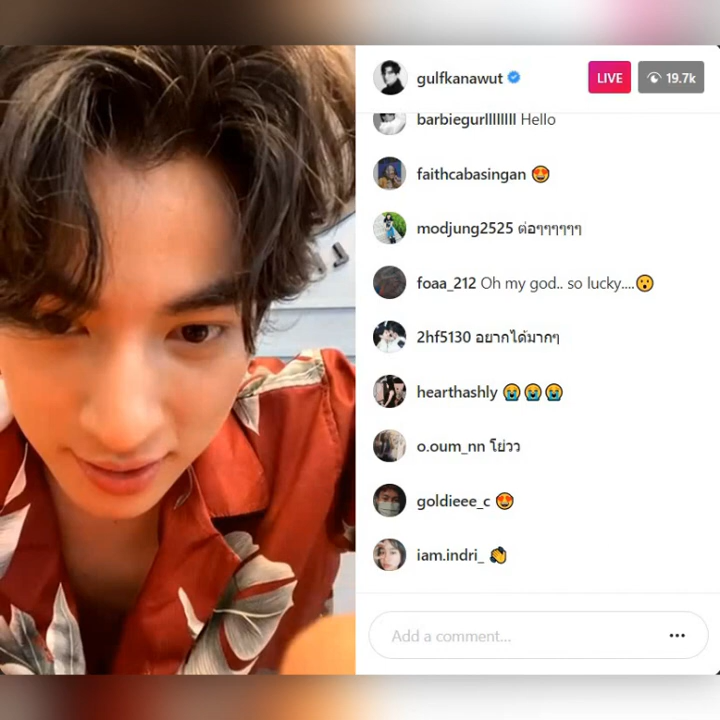 gulfkanawut
LIVE
19.7k
barbiegurllllllll Hello
faithcabasingan 😍
modjung2525 ต่อๆๆๆๆๆๆ
foaa_212 Oh my god.. so lucky....😮
2hf5130 อยากได้มากๆ
hearthashly 😭😭😭
o.oum_nn โย่วว
goldieee_c 😍
iam.indri_ 👏
Add a comment...